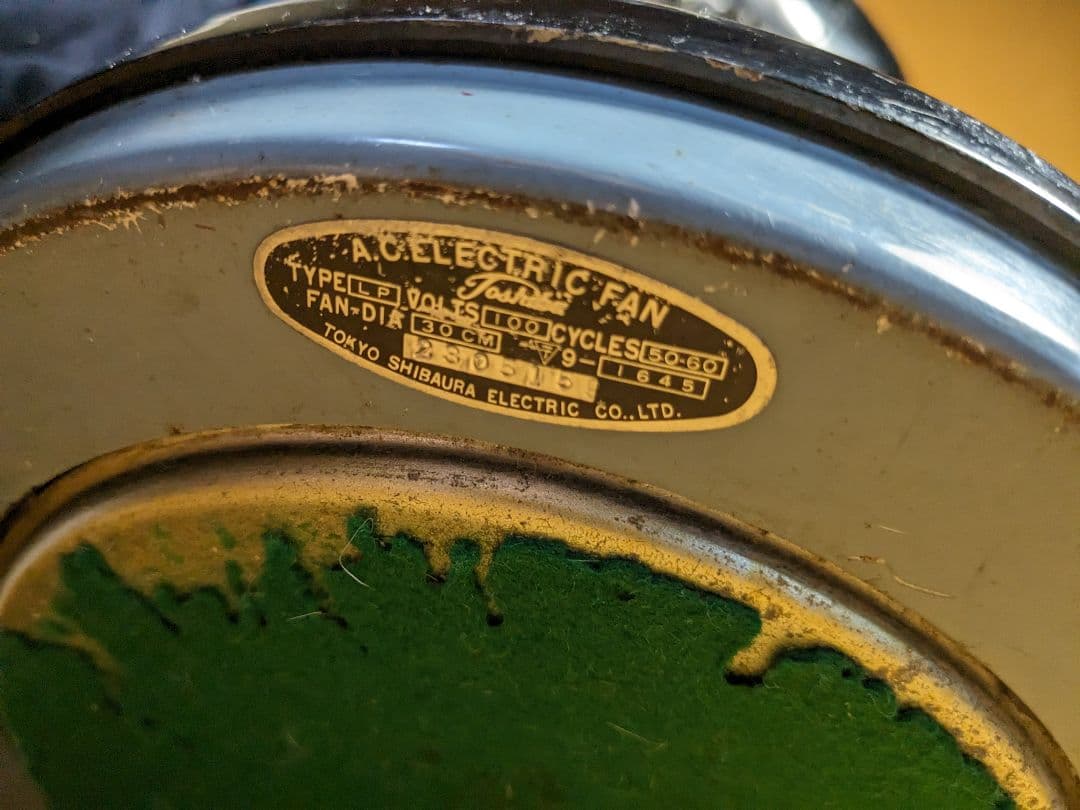 A.C. ELECTRIC FAN
Toshiba
TYPE LP VOLTS 100 CYCLES 50-60
FAN-DIA 30 CM 9-1645
TOKYO SHIBAURA ELECTRIC CO., LTD.